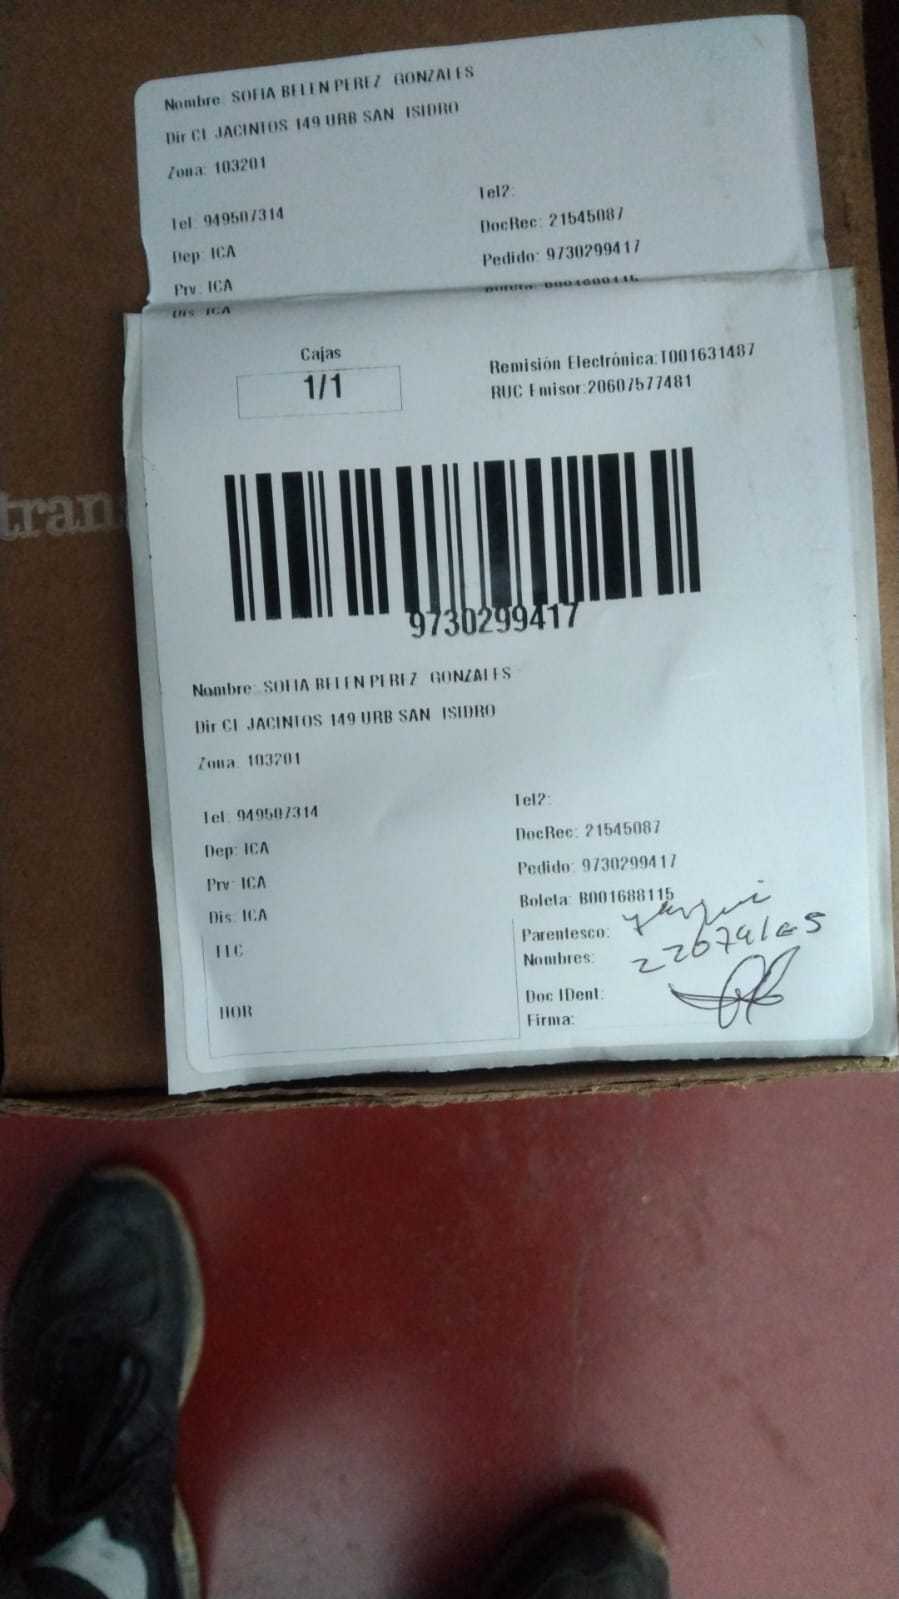 Nombre: SOFIA BELEN PEREZ GONZALES
Dir CL JACINTOS 149 URB SAN ISIDRO
Zona: 103201
Tel: 949507314
Tel2:
Dep: ICA
DocRec: 21545087
Prv: ICA
Pedido: 9730299417
Dis: ICA
tran
Cajas
1/1
Remisión Electrónica:T001631487
RUC Emisor:20607577481
9730299417
Nombre: SOFIA BELEN PEREZ GONZALES
Dir CL JACINTOS 149 URB SAN ISIDRO
Zona: 103201
Tel: 949507314
Tel2:
Dep: ICA
DocRec: 21545087
Prv: ICA
Pedido: 9730299417
Dis: ICA
Boleta: B001688115
Parentesco:
Nombres:
Doc IDent:
Firma:
HOR